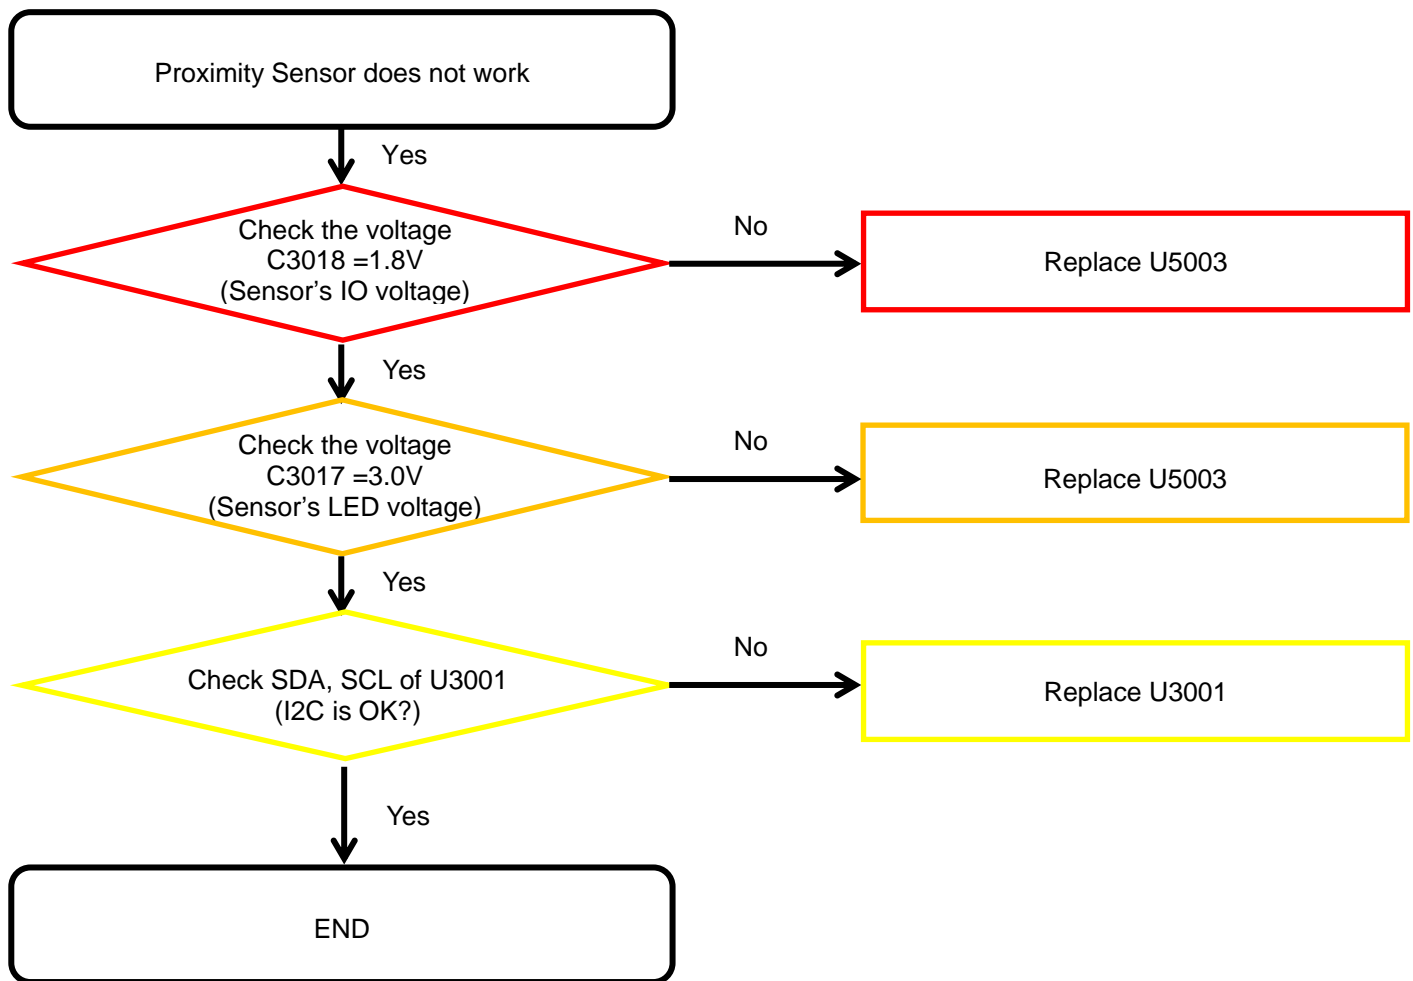 Proximity Sensor does not work
Yes
Check the voltage
C3018 =1.8V
(Sensor’s IO voltage)
No
Replace U5003
Yes
Check the voltage
C3017 =3.0V
(Sensor’s LED voltage)
No
Replace U5003
Yes
Check SDA, SCL of U3001
(I2C is OK?)
No
Replace U3001
Yes
END